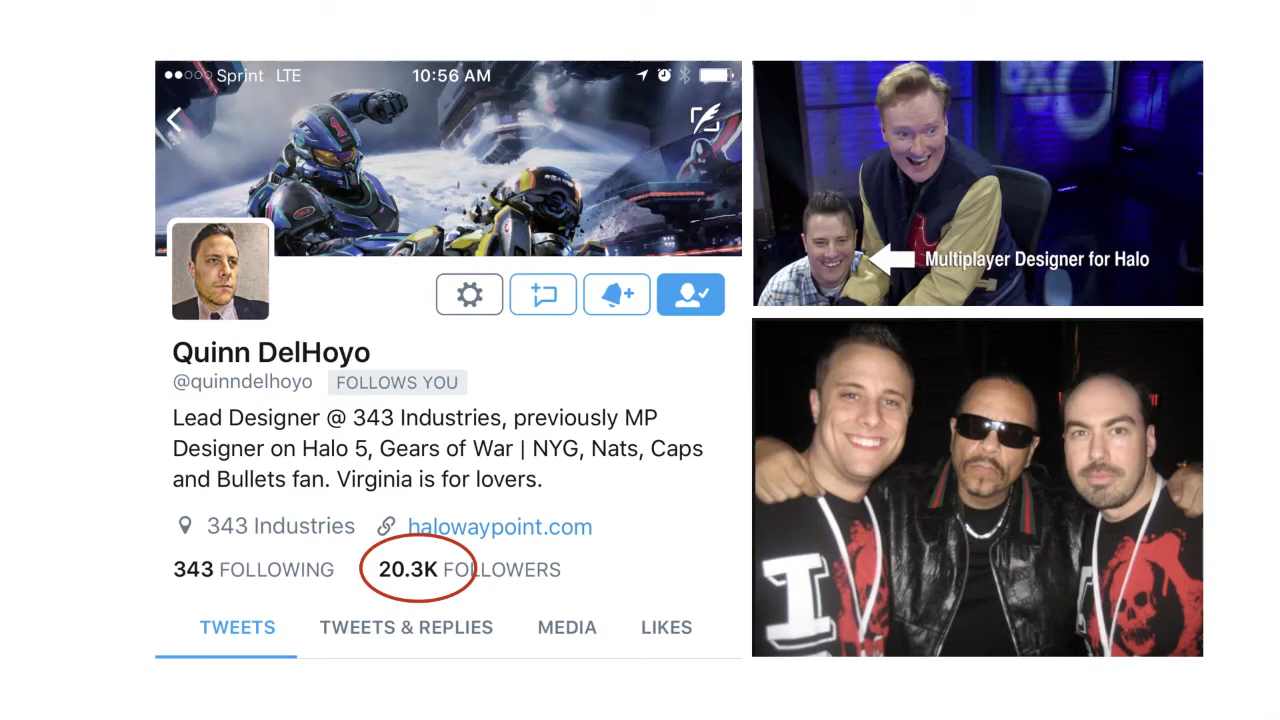 Sprint LTE 10:56 AM
1
Quinn DelHoyo
@quinndelhoyo FOLLOWS YOU
Lead Designer @ 343 Industries, previously MP
Designer on Halo 5, Gears of War | NYG, Nats, Caps
and Bullets fan. Virginia is for lovers.
343 Industries halowaypoint.com
343 FOLLOWING 20.3K FOLLOWERS
TWEETS TWEETS & REPLIES MEDIA LIKES
Multiplayer Designer for Halo
I